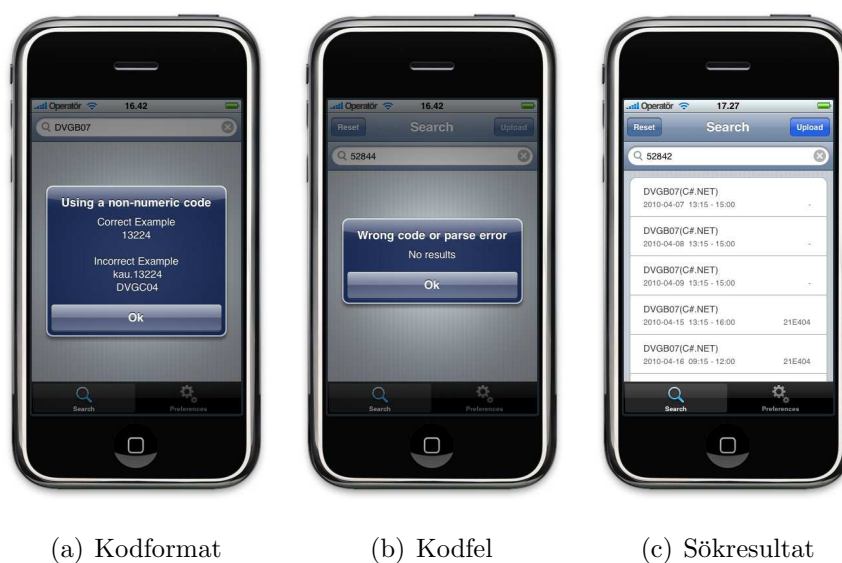 Operatör 16.42
DVGB07
Using a non-numeric code
Correct Example
13224
Incorrect Example
kau.13224
DVGC04
Ok
Search Preferences
(a) Kodformat
Operatör 16.42
Reset Search Upload
52844
Wrong code or parse error
No results
Ok
Search Preferences
(b) Kodfel
Operatör 17.27
Reset Search Upload
52842
DVGB07(C#.NET)
2010-04-07 13:15 - 15:00 -
DVGB07(C#.NET)
2010-04-08 13:15 - 15:00 -
DVGB07(C#.NET)
2010-04-09 13:15 - 15:00 -
DVGB07(C#.NET)
2010-04-15 13:15 - 16:00 21E404
DVGB07(C#.NET)
2010-04-16 09:15 - 12:00 21E404
Search Preferences
(c) Sökresultat